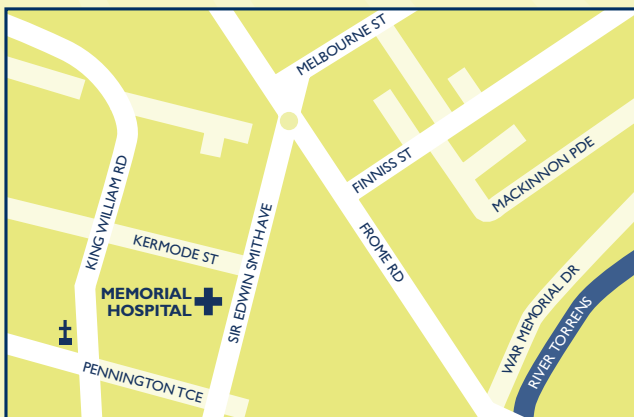 MELBOURNE ST
FINNISS ST
MACKINNON PDE
KING WILLIAM RD
KERMODE ST
SIR EDWIN SMITH AVE
FROME RD
MEMORIAL
HOSPITAL
WAR MEMORIAL DR
RIVER TORRENS
PENNINGTON TCE